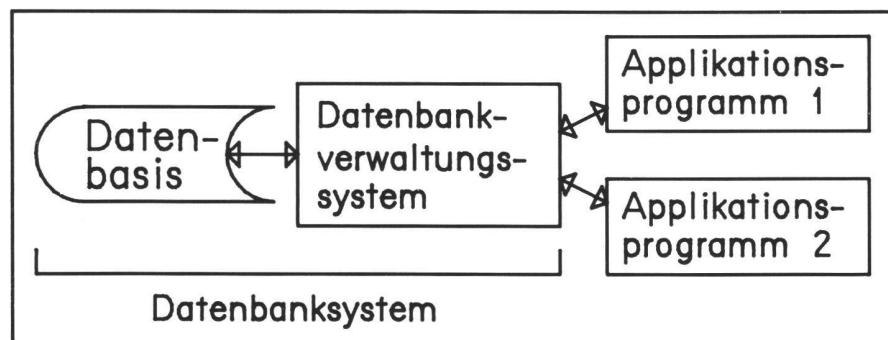 Daten-
basis
Datenbank-
verwaltungs-
system
Applikations-
programm 1
Applikations-
programm 2
Datenbanksystem